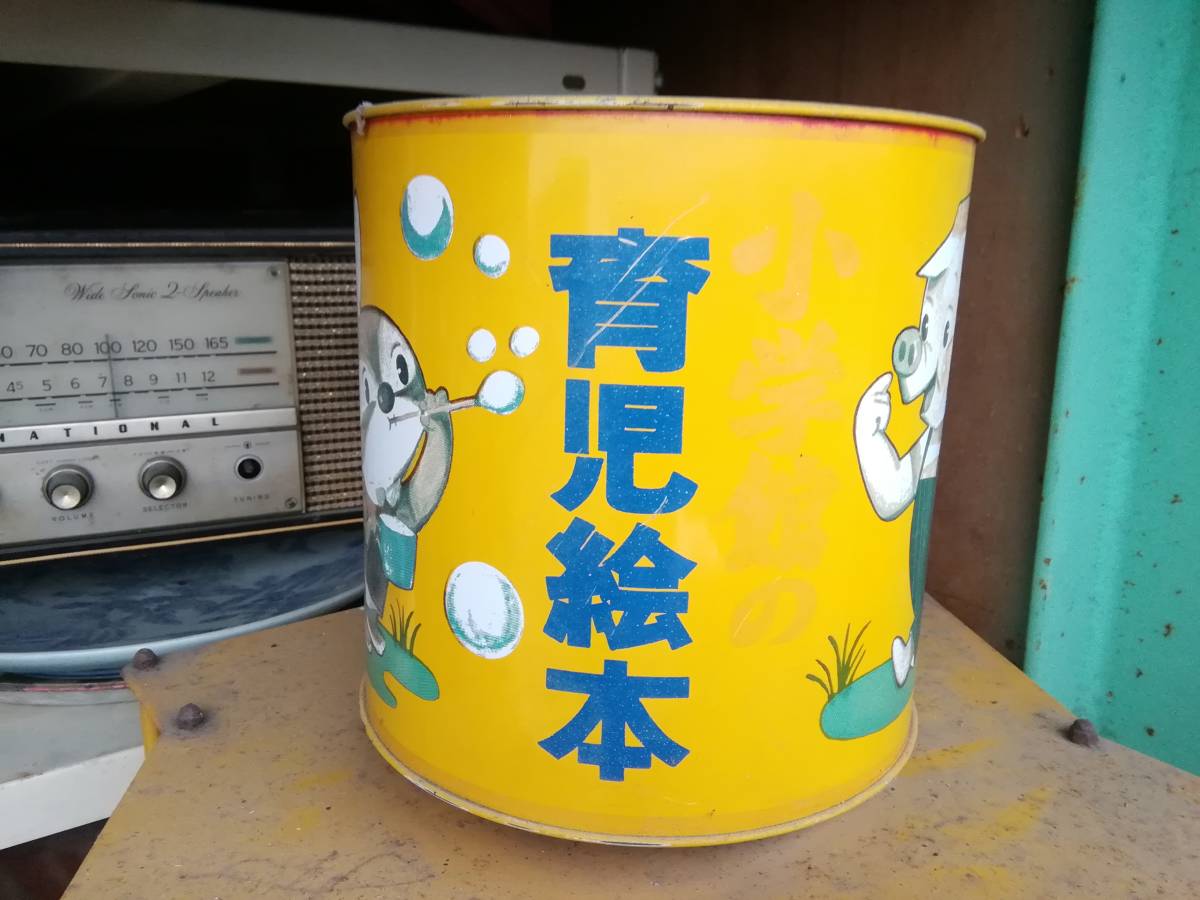 小学館の
育児絵本
Wide Sonic 2-Speaker
70 80 100 120 150 165
4.5 5 6 7 8 9 11 12
NATIONAL
VOLUME
SELECTOR
TUNING